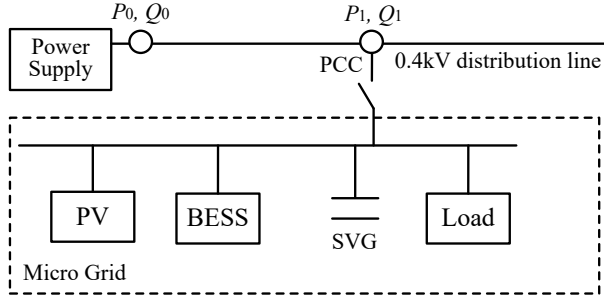 P0, Q0
P1, Q1
Power
Supply
PCC
0.4kV distribution line
PV
BESS
SVG
Load
Micro Grid